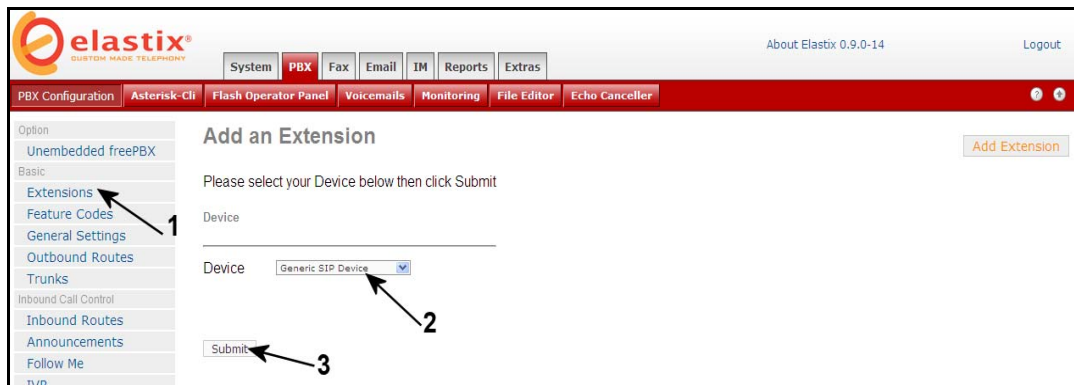 elastix®
CUSTOM MADE TELEPHONY
About Elastix 0.9.0-14
Logout
System PBX Fax Email IM Reports Extras
PBX Configuration Asterisk-Cli Flash Operator Panel Voicemails Monitoring File Editor Echo Canceller ?
Option
Unembedded freePBX
Basic
Extensions
Feature Codes
General Settings
Outbound Routes
Trunks
Inbound Call Control
Inbound Routes
Announcements
Follow Me
IVR
Add an Extension
Add Extension
Please select your Device below then click Submit
Device
Device Generic SIP Device
Submit
1
2
3